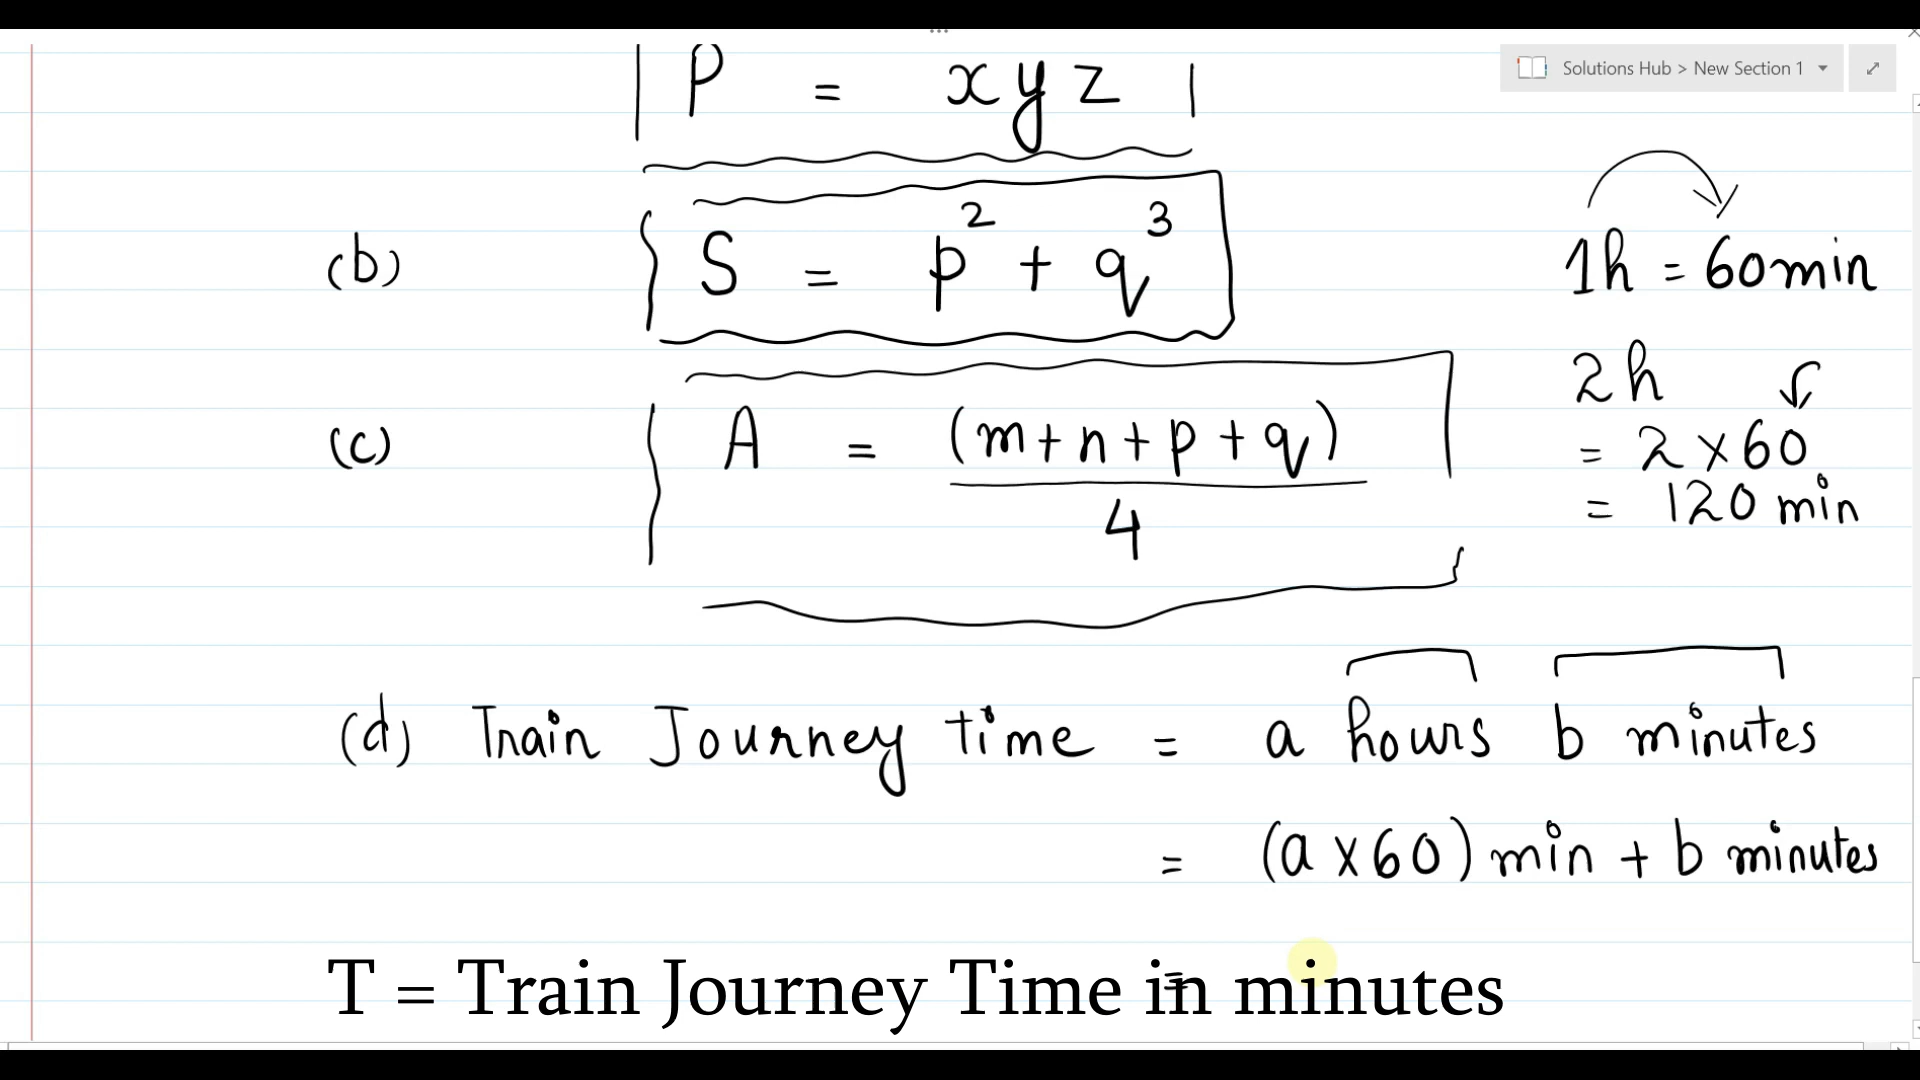 Solutions Hub > New Section 1
P = xyz
(b) S = p² + q³
1h = 60min
(c) A = (m+n+p+q)
4
2h
= 2 × 60
= 120 min
(d) Train Journey time = a hours b minutes
= (a × 60) min + b minutes
=
T = Train Journey Time in minutes